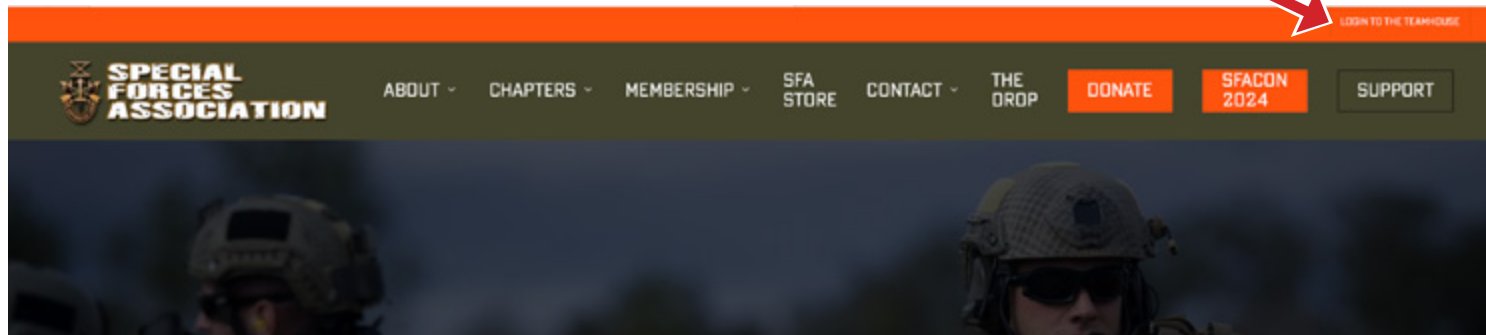 LOGIN TO THE TEAMHOUSE
SPECIAL
FORCES
ASSOCIATION
ABOUT
CHAPTERS
MEMBERSHIP
SFA
STORE
CONTACT
THE
DROP
DONATE
SFACON
2024
SUPPORT